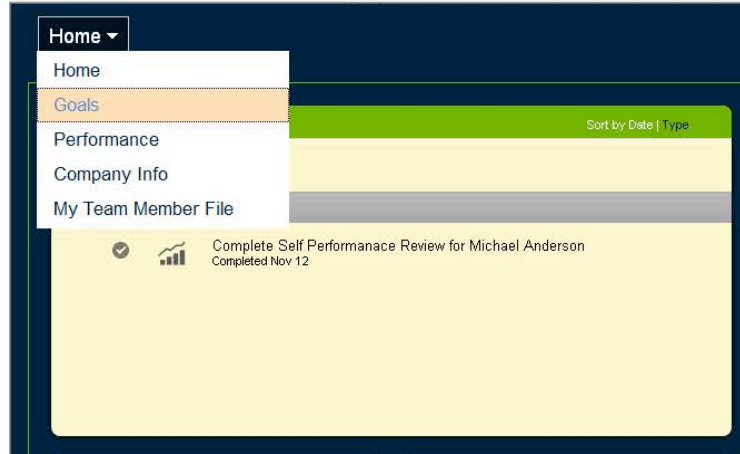 Home
Home
Goals
Sort by Date | Type
Performance
Company Info
My Team Member File
Complete Self Performanace Review for Michael Anderson
Completed Nov 12